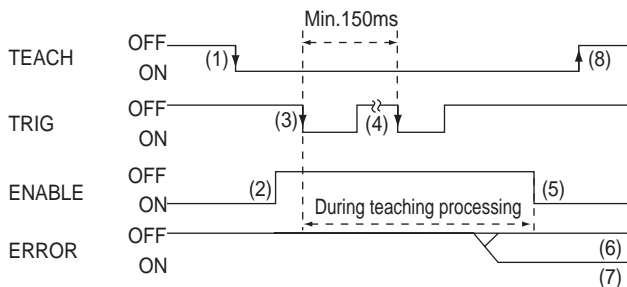 Min.150ms
TEACH
OFF
ON
(1)
(8)
TRIG
OFF
ON
(3)
(4)
ENABLE
OFF
ON
(2)
During teaching processing
(5)
ERROR
OFF
ON
(6)
(7)